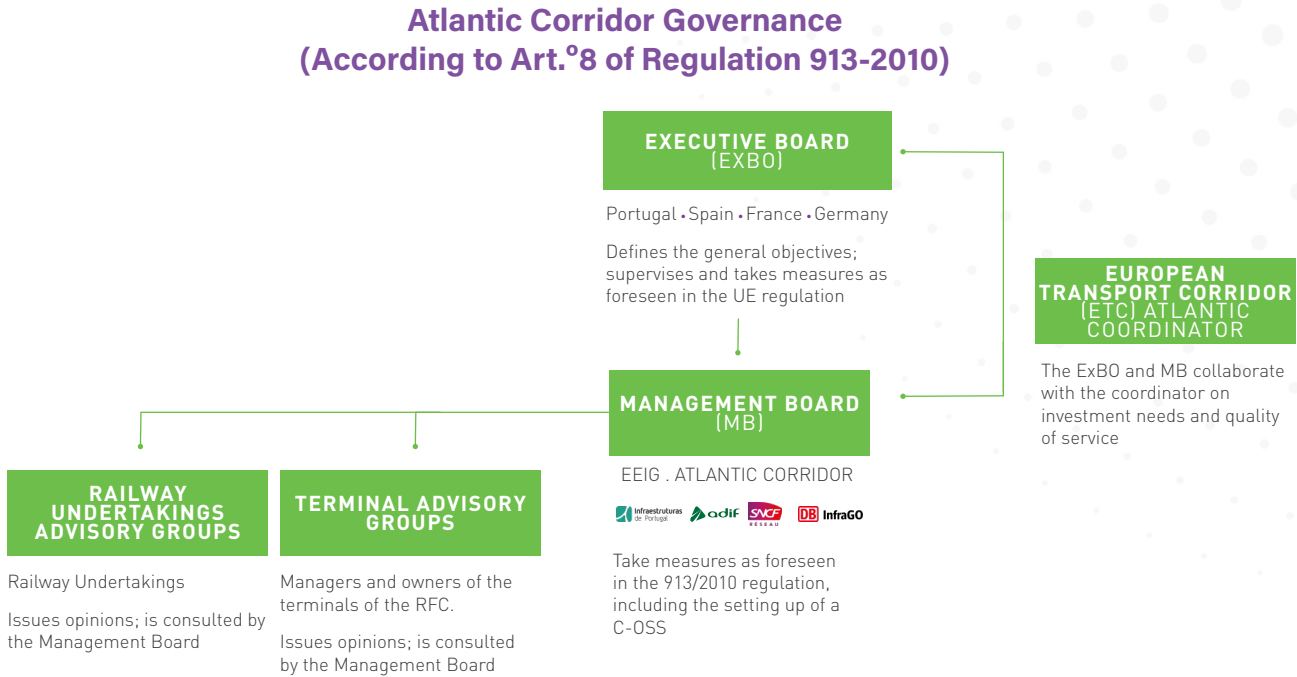 Atlantic Corridor Governance
(According to Art.º8 of Regulation 913-2010)
EXECUTIVE BOARD
(EXBO)
Portugal • Spain • France • Germany
Defines the general objectives;
supervises and takes measures as
foreseen in the UE regulation
EUROPEAN
TRANSPORT CORRIDOR
(ETC) ATLANTIC
COORDINATOR
The ExBO and MB collaborate
with the coordinator on
investment needs and quality
of service
MANAGEMENT BOARD
(MB)
EEIG . ATLANTIC CORRIDOR
Infraestruturas
de Portugal
adif
SNCF
RÉSEAU
DB InfraGO
Take measures as foreseen
in the 913/2010 regulation,
including the setting up of a
C-OSS
RAILWAY
UNDERTAKINGS
ADVISORY GROUPS
Railway Undertakings
Issues opinions; is consulted by
the Management Board
TERMINAL ADVISORY
GROUPS
Managers and owners of the
terminals of the RFC.
Issues opinions; is consulted
by the Management Board